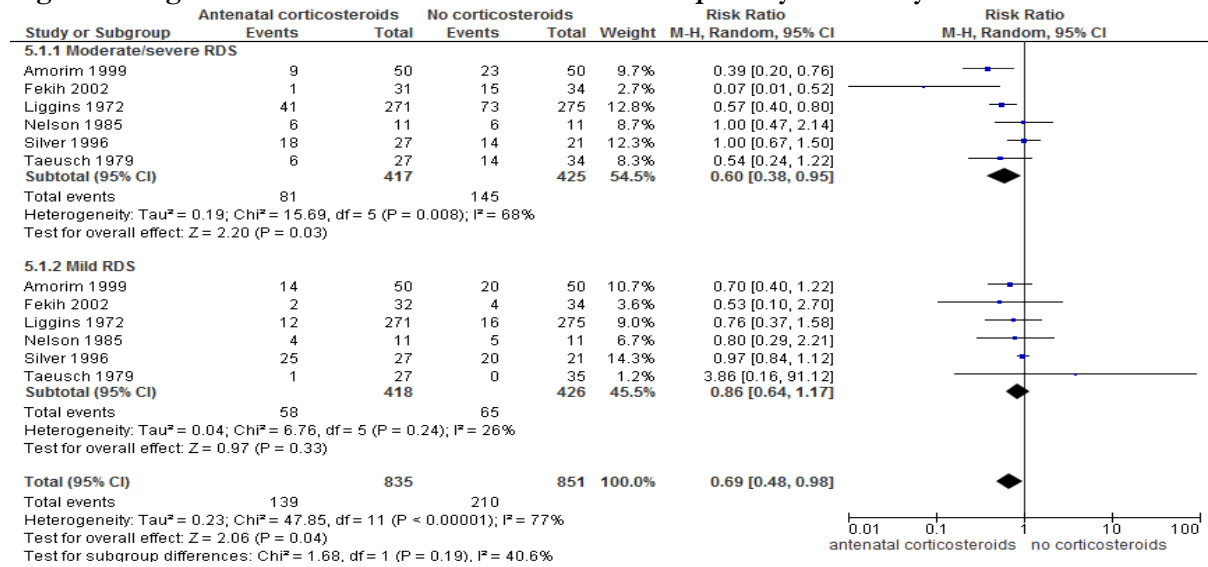 Antenatal corticosteroids No corticosteroids Risk Ratio Risk Ratio
Study or Subgroup Events Total Events Total Weight M-H, Random, 95% CI M-H, Random, 95% CI
5.1.1 Moderate/severe RDS
Amorim 1999 9 50 23 50 9.7% 0.39 [0.20, 0.76]
Fekih 2002 1 31 15 34 2.7% 0.07 [0.01, 0.52]
Liggins 1972 41 271 73 275 12.8% 0.57 [0.40, 0.80]
Nelson 1985 6 11 6 11 8.7% 1.00 [0.47, 2.14]
Silver 1996 18 27 14 21 12.3% 1.00 [0.67, 1.50]
Taeusch 1979 6 27 14 34 8.3% 0.54 [0.24, 1.22]
Subtotal (95% CI) 417 425 54.5% 0.60 [0.38, 0.95]
Total events 81 145
Heterogeneity: Tau² = 0.19; Chi² = 15.69, df = 5 (P = 0.008); I² = 68%
Test for overall effect: Z = 2.20 (P = 0.03)
5.1.2 Mild RDS
Amorim 1999 14 50 20 50 10.7% 0.70 [0.40, 1.22]
Fekih 2002 2 32 4 34 3.6% 0.53 [0.10, 2.70]
Liggins 1972 12 271 16 275 9.0% 0.76 [0.37, 1.58]
Nelson 1985 4 11 5 11 6.7% 0.80 [0.29, 2.21]
Silver 1996 25 27 20 21 14.3% 0.97 [0.84, 1.12]
Taeusch 1979 1 27 0 35 1.2% 3.86 [0.16, 91.12]
Subtotal (95% CI) 418 426 45.5% 0.86 [0.64, 1.17]
Total events 58 65
Heterogeneity: Tau² = 0.04; Chi² = 6.76, df = 5 (P = 0.24); I² = 26%
Test for overall effect: Z = 0.97 (P = 0.33)
Total (95% CI) 835 851 100.0% 0.69 [0.48, 0.98]
Total events 139 210
Heterogeneity: Tau² = 0.23; Chi² = 47.85, df = 11 (P < 0.00001); I² = 77%
Test for overall effect: Z = 2.06 (P = 0.04)
Test for subgroup differences: Chi² = 1.68, df = 1 (P = 0.19), I² = 40.6%
0.01 0.1 1 10 100
antenatal corticosteroids no corticosteroids